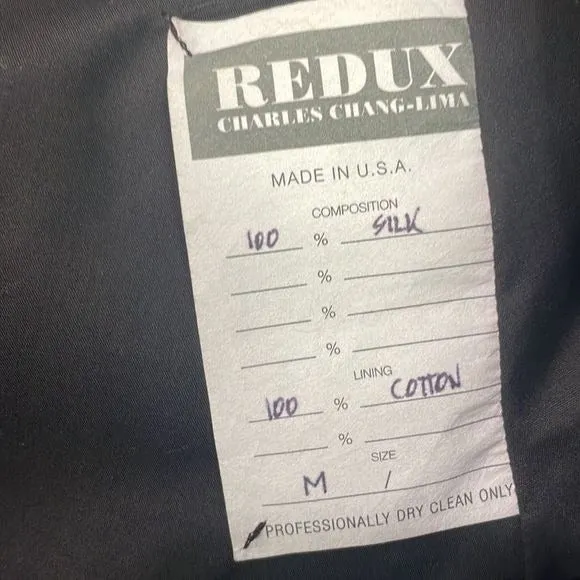 REDUX
CHARLES CHANG-LIMA
MADE IN U.S.A.
COMPOSITION
100 % SILK
%
%
%
LINING
100 % COTTON
%
SIZE
M /
PROFESSIONALLY DRY CLEAN ONLY